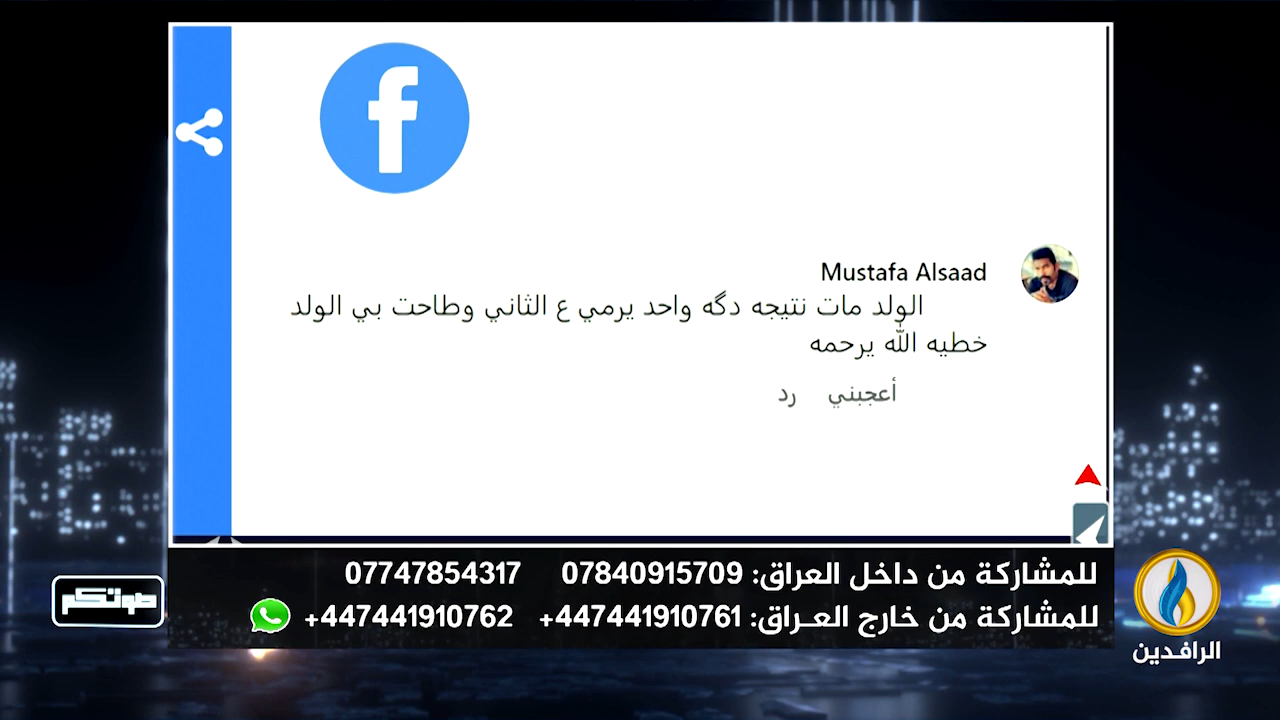 Mustafa Alsaad
الولد مات نتيجه دگه واحد يرمي ع الثاني وطاحت بي الولد
خطيه الله يرحمه
أعجبني رد
للمشاركة من داخل العراق: 07840915709 07747854317
للمشاركة من خارج العـراق: 447441910761+ 447441910762+
صوتكم
الرافدين